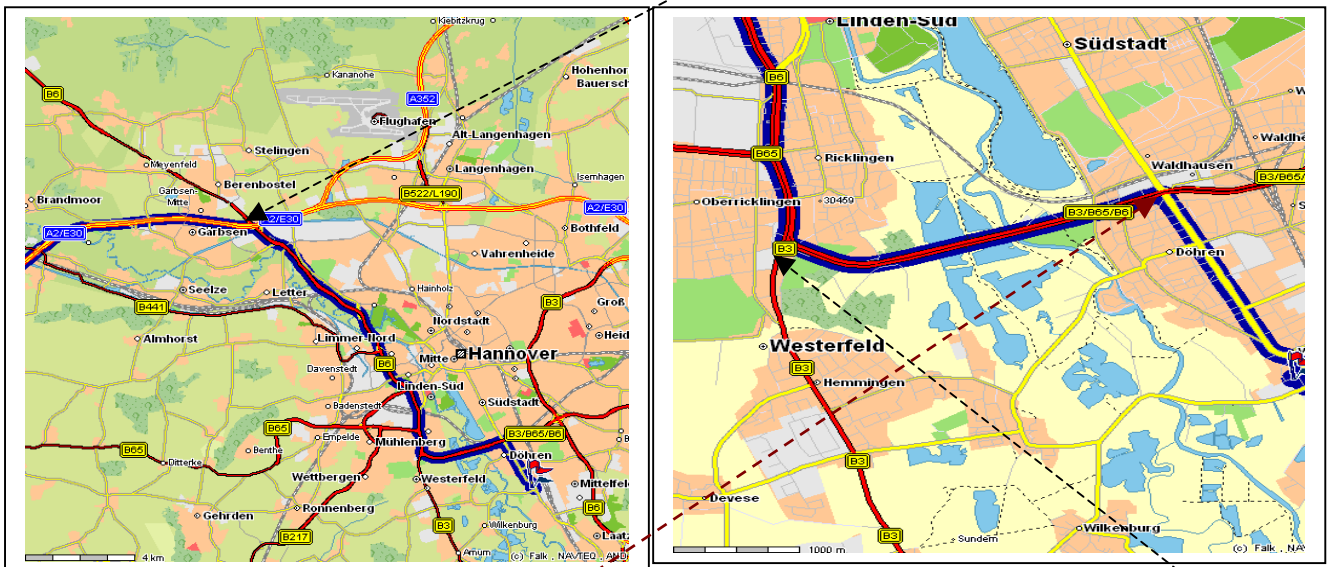 Kiebitzkrug
Hohenhor
Bauersch
Kananohe
B6
A352
Flughafen
Alt-Langenhagen
Stelingen
Meyenfeld
Langenhagen
Isernhagen
Berenbostel
B522/L190
Garbsen-
Mitte
Brandmoor
A2/E30
A2/E30
A2/E30
Garbsen
Bothfeld
Vahrenheide
Seelze
Letter
Hainholz
B441
B3
Groß
Nordstadt
Almhorst
Limmer-Nord
Heid
Mitte
Hannover
B6
Davenstedt
Linden-Süd
Badenstedt
Südstadt
B65
Empelde
B3/B65/B6
Mühlenberg
B65
Benthe
Döhren
Ditterke
Wettbergen
Westerfeld
Mittelfel
Ronnenberg
B6
Gehrden
B3
Wilkenburg
B217
Laatz
Arnum
4 km
(c) Falk , NAVTEQ , AND
Linden-Süd
Südstadt
B6
W
Waldhe
B65
Ricklingen
Waldhausen
B3/B65/
Oberricklingen
30459
B3/B65/B6
S
B3
Döhren
Westerfeld
B3
Hemmingen
B3
Devese
Wilkenburg
B3
Sundern
1000 m
(c) Falk , NAV